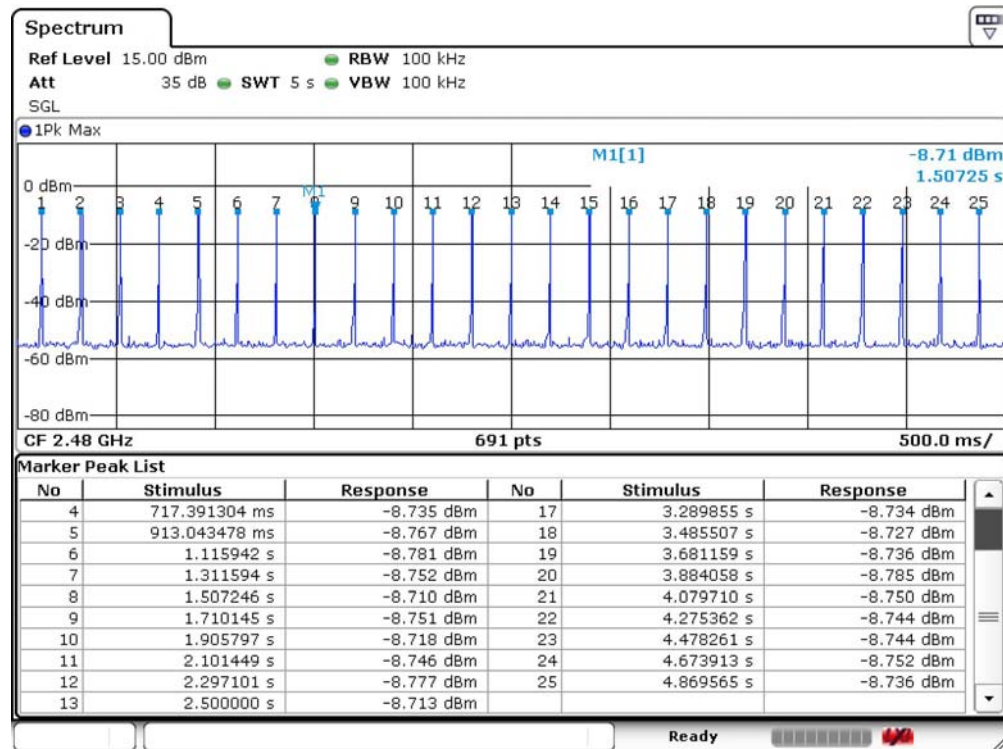 Spectrum
Ref Level 15.00 dBm RBW 100 kHz
Att 35 dB SWT 5 s VBW 100 kHz
SGL
1Pk Max
M1[1] -8.71 dBm
1.50725 s
0 dBm
M1
1 2 3 4 5 6 7 8 9 10 11 12 13 14 15 16 17 18 19 20 21 22 23 24 25
-20 dBm
-40 dBm
-60 dBm
-80 dBm
CF 2.48 GHz 691 pts 500.0 ms/
Marker Peak List
No Stimulus Response No Stimulus Response
4 717.391304 ms -8.735 dBm 17 3.289855 s -8.734 dBm
5 913.043478 ms -8.767 dBm 18 3.485507 s -8.727 dBm
6 1.115942 s -8.781 dBm 19 3.681159 s -8.736 dBm
7 1.311594 s -8.752 dBm 20 3.884058 s -8.785 dBm
8 1.507246 s -8.710 dBm 21 4.079710 s -8.750 dBm
9 1.710145 s -8.751 dBm 22 4.275362 s -8.744 dBm
10 1.905797 s -8.718 dBm 23 4.478261 s -8.744 dBm
11 2.101449 s -8.746 dBm 24 4.673913 s -8.752 dBm
12 2.297101 s -8.777 dBm 25 4.869565 s -8.736 dBm
13 2.500000 s -8.713 dBm
Ready